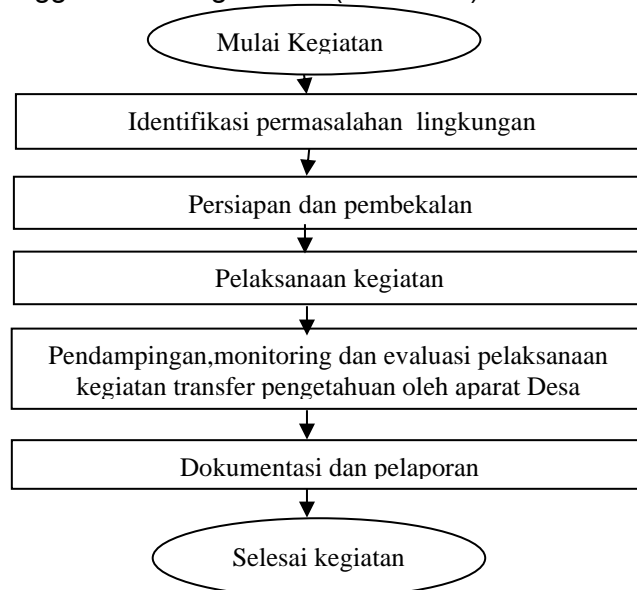 Mulai Kegiatan
Identifikasi permasalahan lingkungan
Persiapan dan pembekalan
Pelaksanaan kegiatan
Pendampingan,monitoring dan evaluasi pelaksanaan
kegiatan transfer pengetahuan oleh aparat Desa
Dokumentasi dan pelaporan
Selesai kegiatan